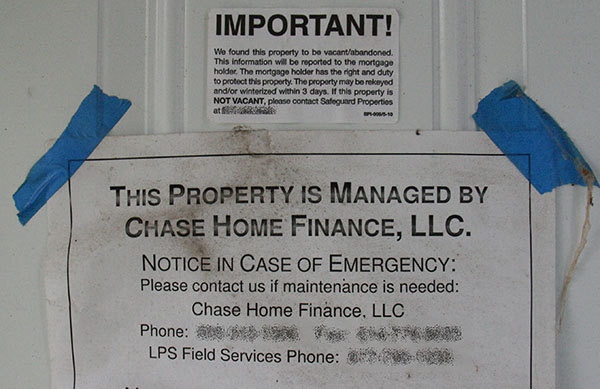 IMPORTANT!
We found this property to be vacant/abandoned.
This information will be reported to the mortgage
holder. The mortgage holder has the right and duty
to protect this property. The property may be rekeyed
and/or winterized within 3 days. If this property is
NOT VACANT, please contact Safeguard Properties
at
THIS PROPERTY IS MANAGED BY
CHASE HOME FINANCE, LLC.
NOTICE IN CASE OF EMERGENCY:
Please contact us if maintenance is needed:
Chase Home Finance, LLC
Phone:
LPS Field Services Phone: